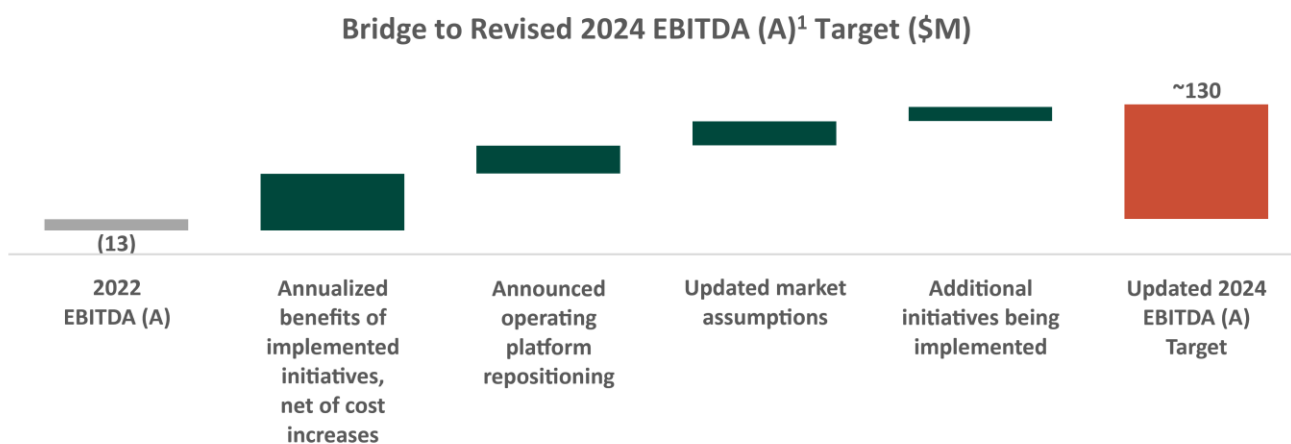 Bridge to Revised 2024 EBITDA (A)¹ Target ($M)
~130
(13)
2022
EBITDA (A)
Annualized
benefits of
implemented
initiatives,
net of cost
increases
Announced
operating
platform
repositioning
Updated market
assumptions
Additional
initiatives being
implemented
Updated 2024
EBITDA (A)
Target